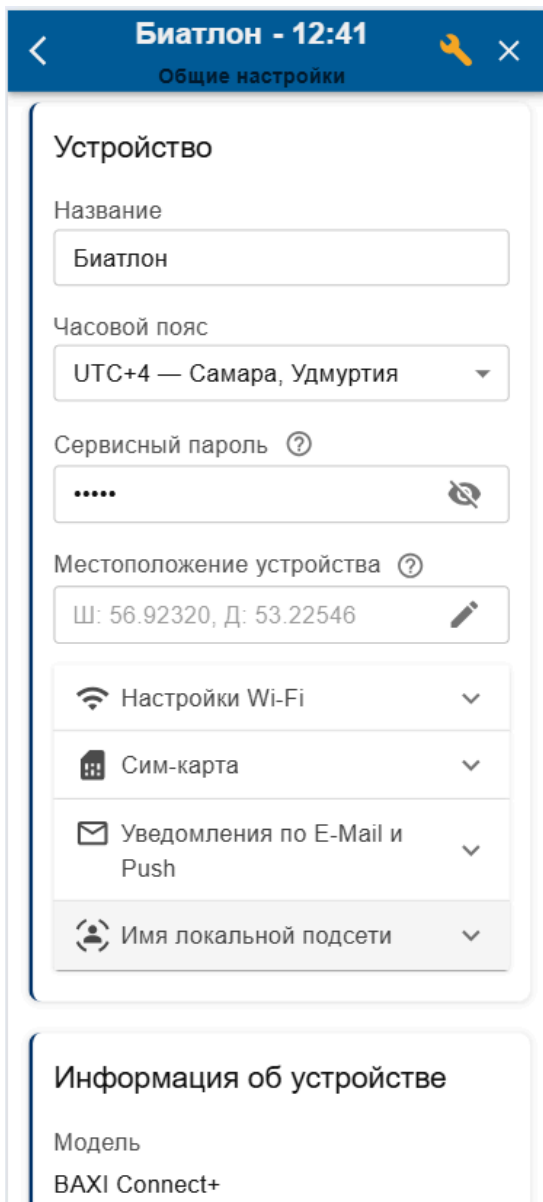 Биатлон - 12:41
Общие настройки
Устройство
Название
Биатлон
Часовой пояс
UTC+4 — Самара, Удмуртия
Сервисный пароль
•••••
Местоположение устройства
Ш: 56.92320, Д: 53.22546
Настройки Wi-Fi
Сим-карта
Уведомления по E-Mail и
Push
Имя локальной подсети
Информация об устройстве
Модель
BAXI Connect+